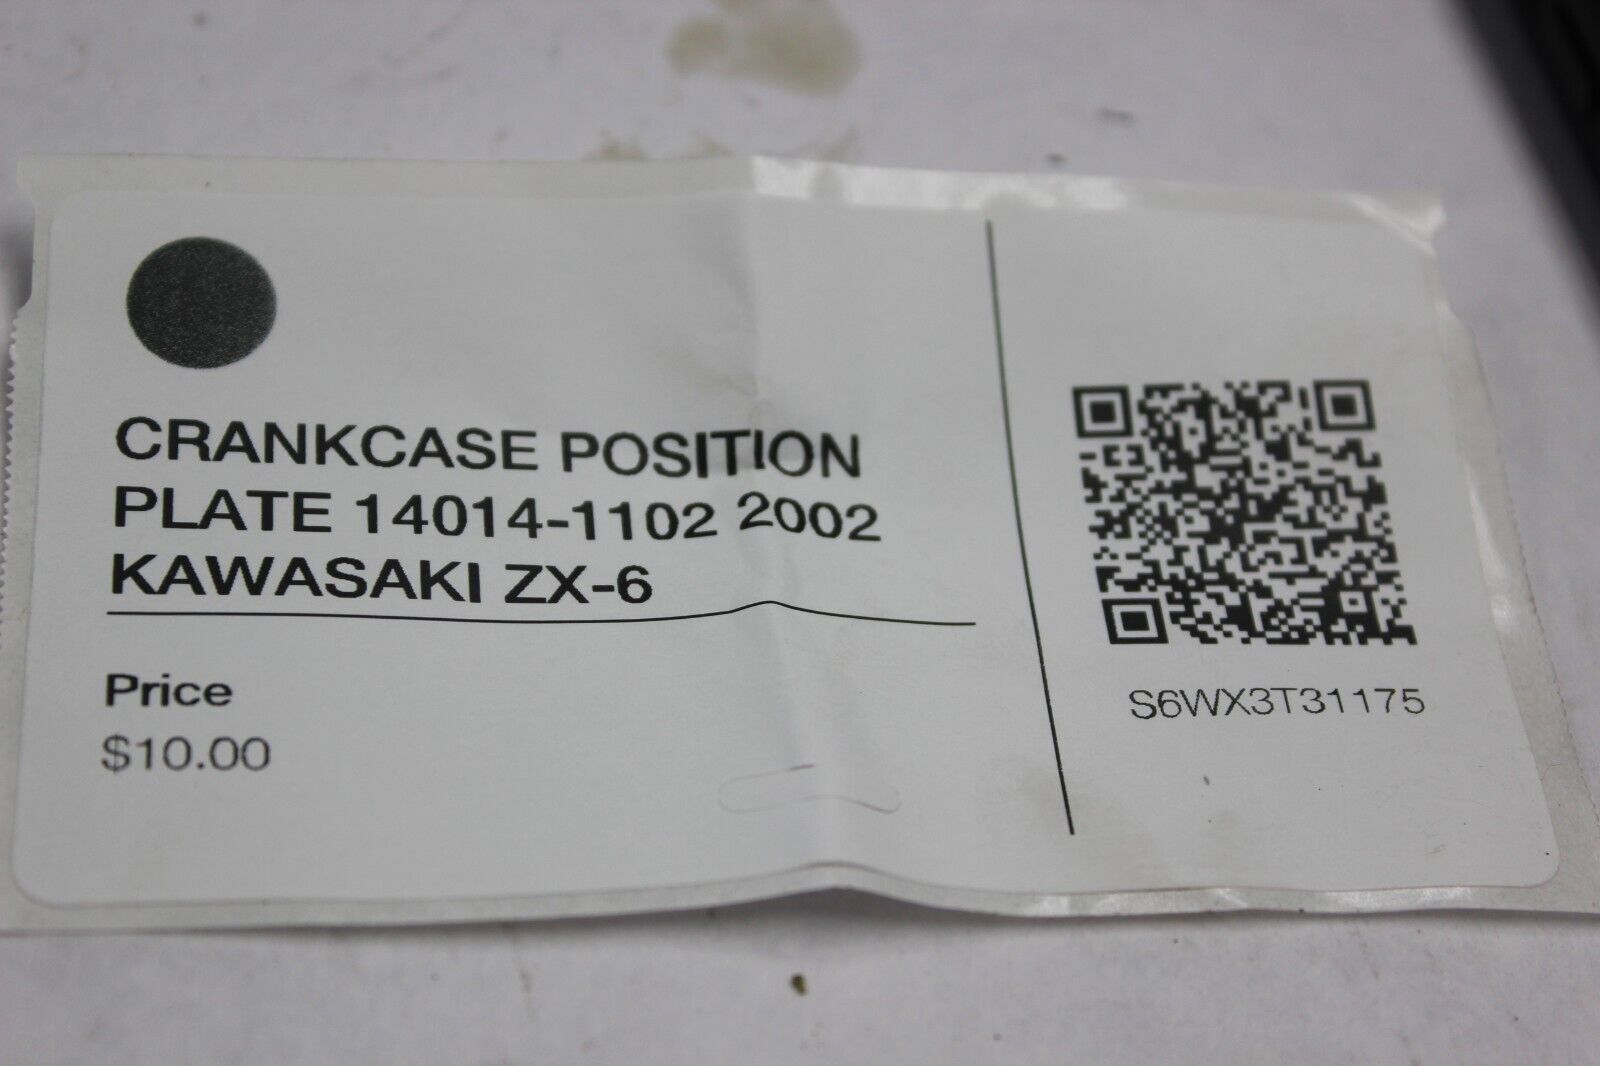 CRANKCASE POSITION
PLATE 14014-1102 2002
KAWASAKI ZX-6
Price
$10.00
S6WX3T31175